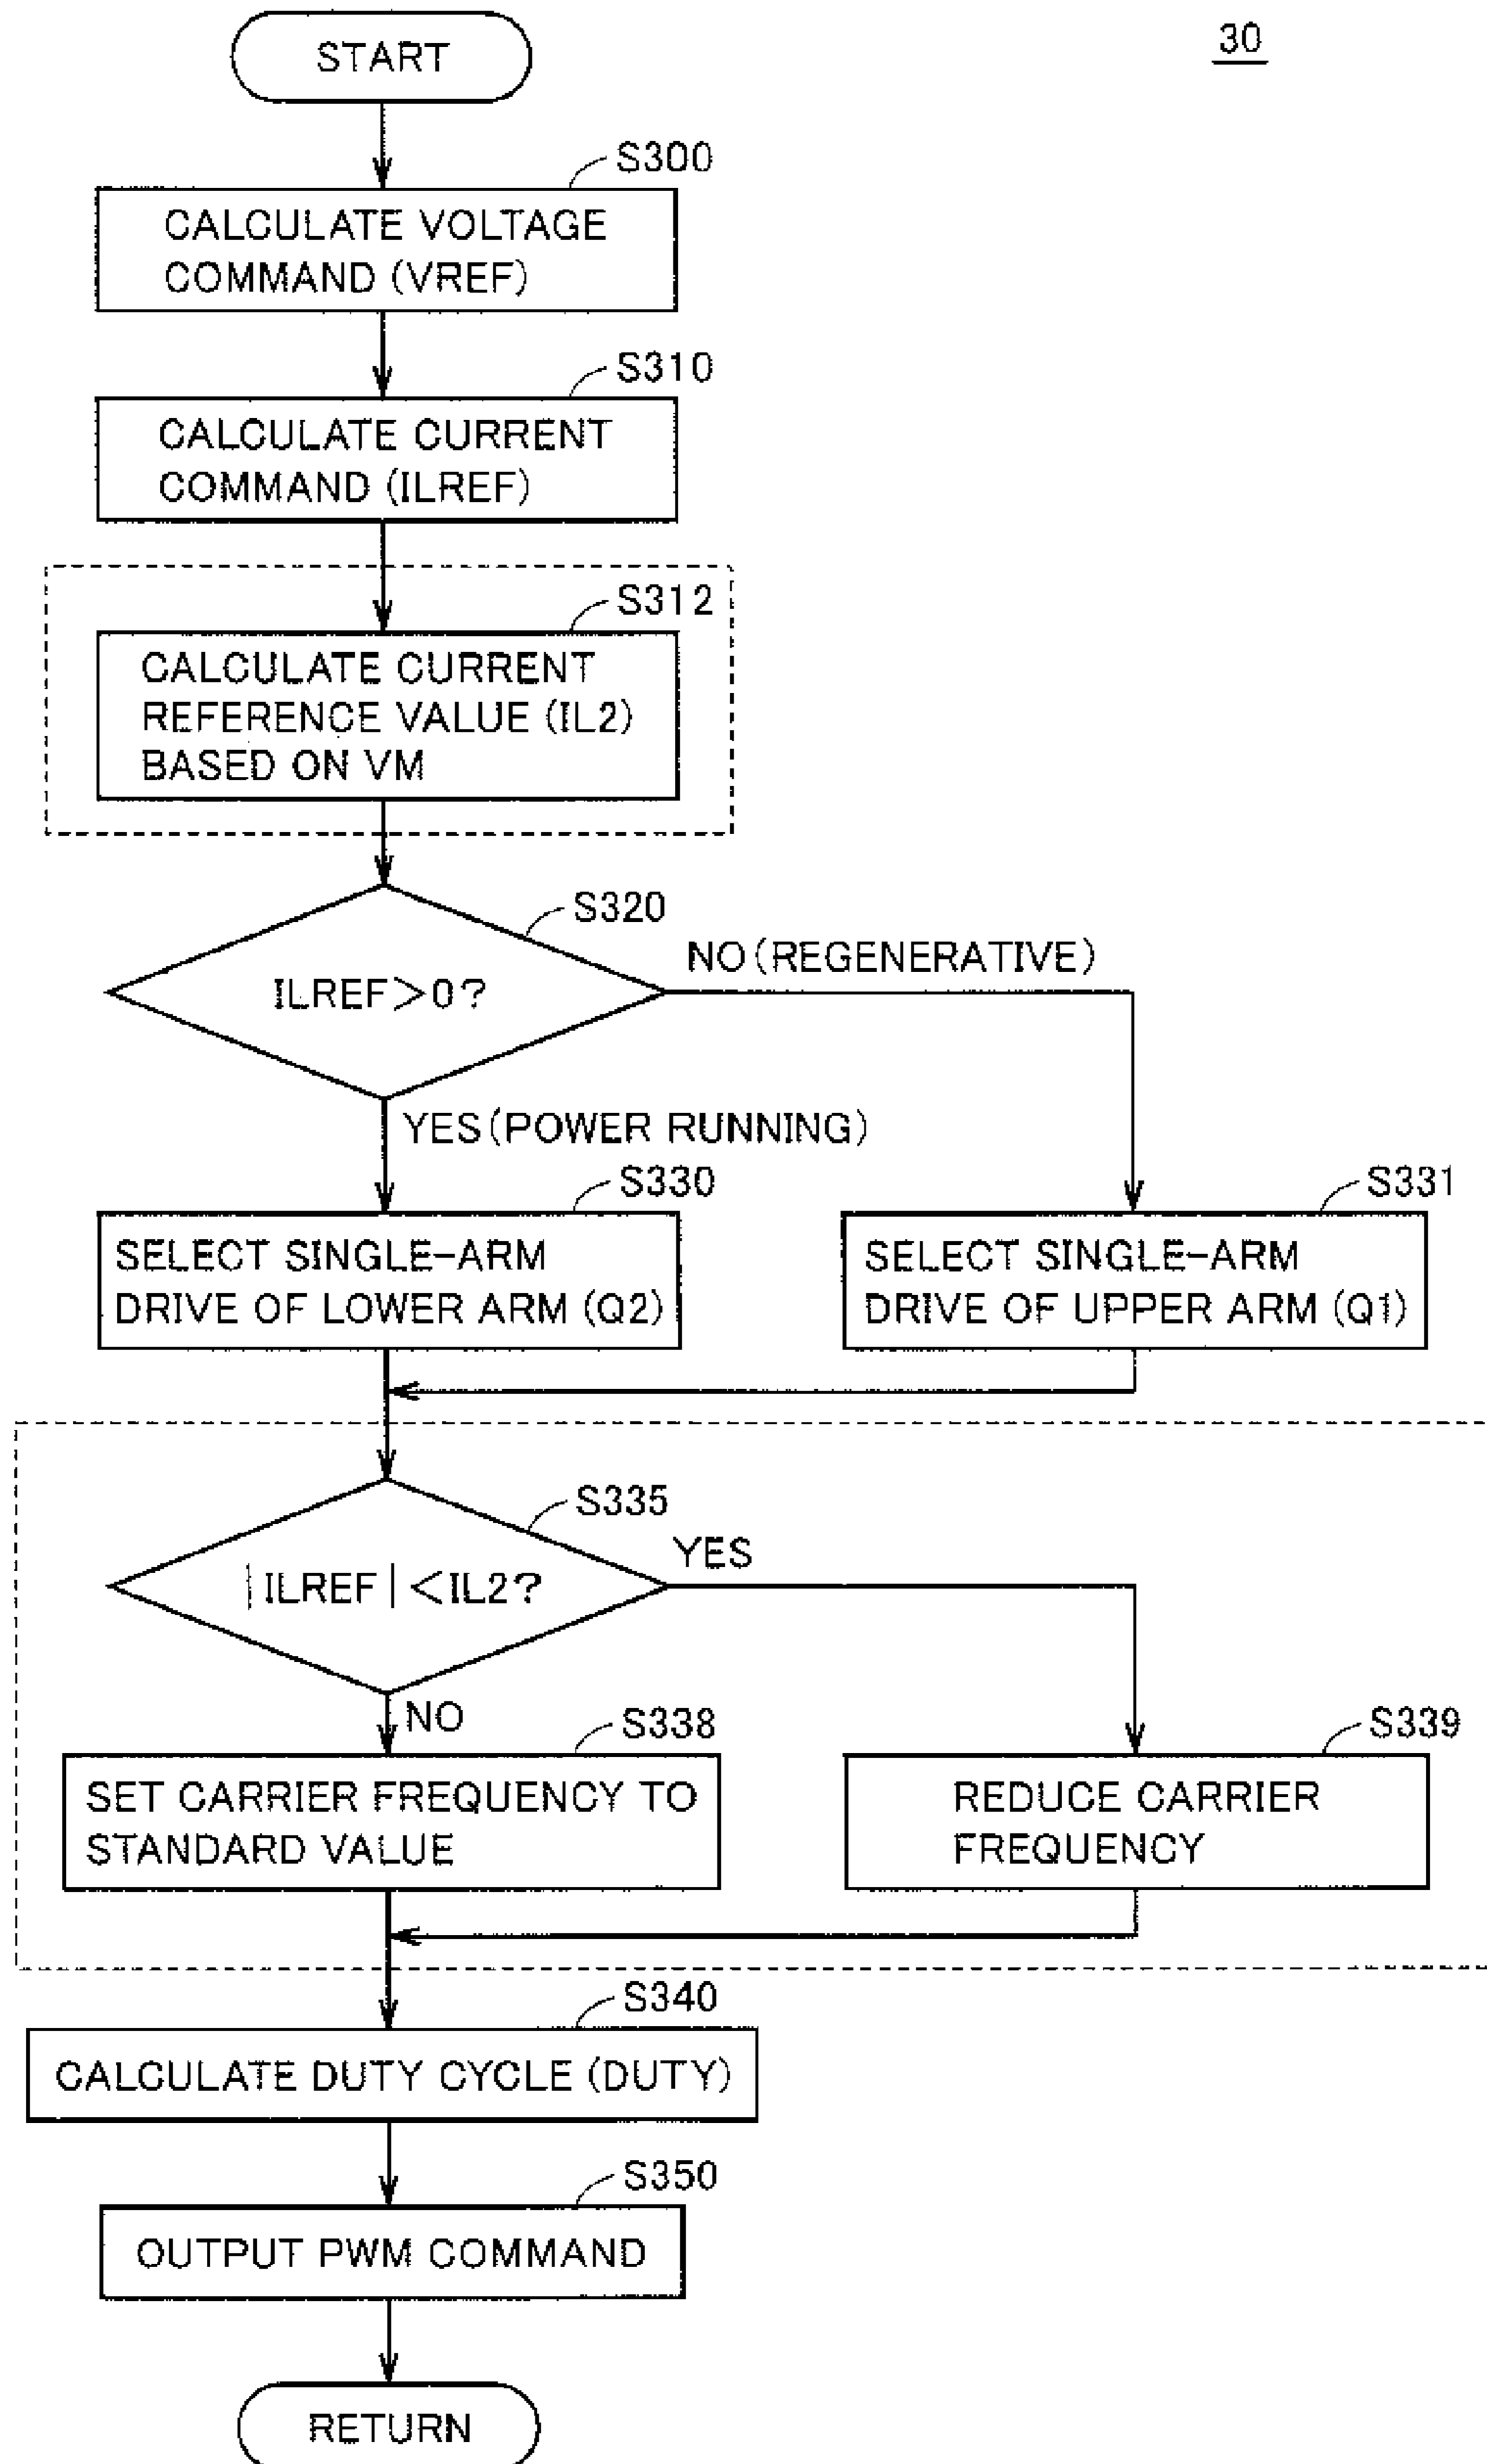 30
START
S300
CALCULATE VOLTAGE
COMMAND (VREF)
S310
CALCULATE CURRENT
COMMAND (ILREF)
S312
CALCULATE CURRENT
REFERENCE VALUE (IL2)
BASED ON VM
S320
ILREF>0?
NO (REGENERATIVE)
YES (POWER RUNNING)
S330
SELECT SINGLE-ARM
DRIVE OF LOWER ARM (Q2)
S331
SELECT SINGLE-ARM
DRIVE OF UPPER ARM (Q1)
S335
|ILREF|<IL2?
YES
NO
S338
SET CARRIER FREQUENCY TO
STANDARD VALUE
S339
REDUCE CARRIER
FREQUENCY
S340
CALCULATE DUTY CYCLE (DUTY)
S350
OUTPUT PWM COMMAND
RETURN